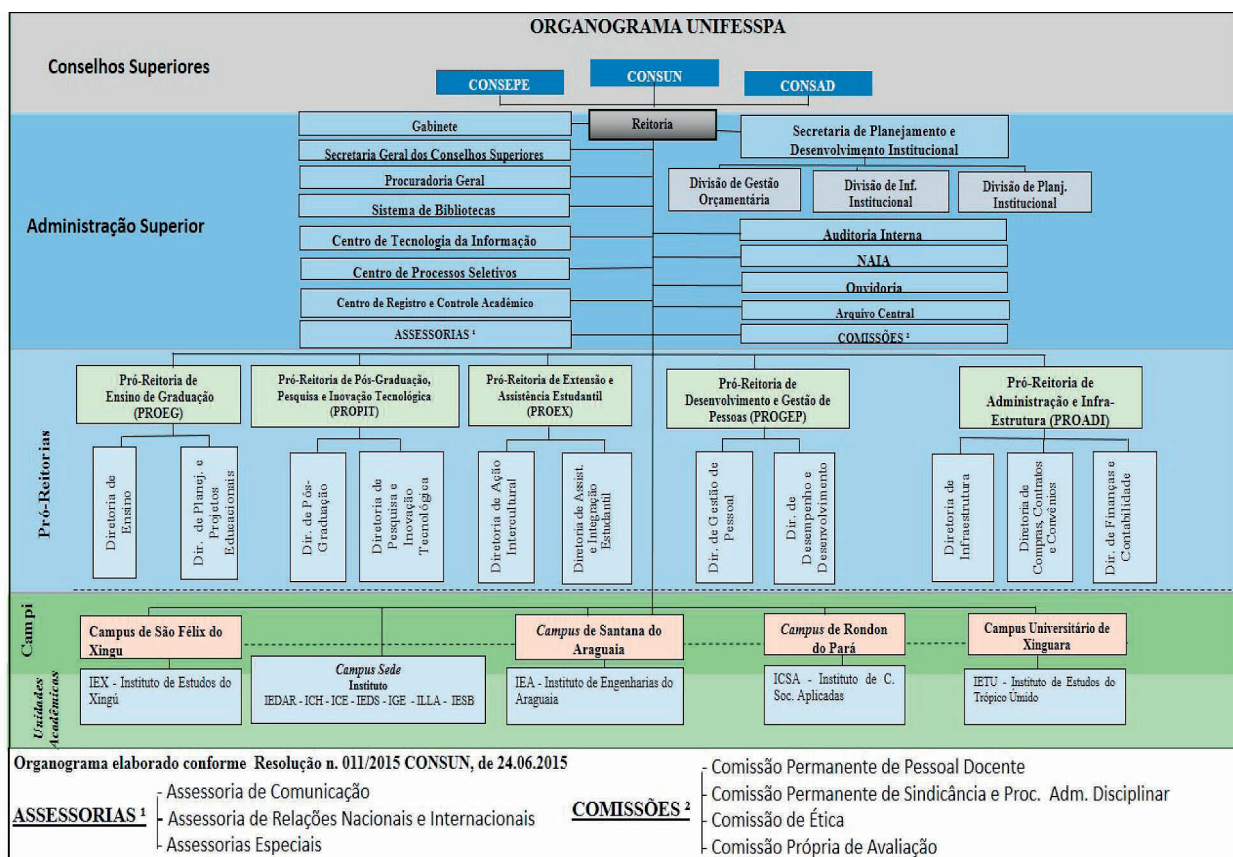 ORGANOGRAMA UNIFESSPA
Conselhos Superiores
CONSEPE
CONSUN
CONSAD
Administração Superior
Reitoria
Gabinete
Secretaria Geral dos Conselhos Superiores
Procuradoria Geral
Sistema de Bibliotecas
Centro de Tecnologia da Informação
Centro de Processos Seletivos
Centro de Registro e Controle Acadêmico
ASSESSORIAS ¹
Secretaria de Planejamento e
Desenvolvimento Institucional
Divisão de Gestão
Orçamentária
Divisão de Inf.
Institucional
Divisão de Planj.
Institucional
Auditoria Interna
NAIA
Ouvidoria
Arquivo Central
COMISSÕES ²
Pró-Reitorias
Pró-Reitoria de
Ensino de Graduação
(PROEG)
Pró-Reitoria de Pós-Graduação,
Pesquisa e Inovação Tecnológica
(PROPIT)
Pró-Reitoria de Extensão e
Assistência Estudantil
(PROEX)
Pró-Reitoria de
Desenvolvimento e Gestão de
Pessoas (PROGEP)
Pró-Reitoria de
Administração e Infra-
Estrutura (PROADI)
Diretoria de
Ensino
Dir. de Planej. e
Projetos
Educacionais
Dir. de Pós-
Graduação
Diretoria de
Pesquisa e
Inovação
Tecnológica
Diretoria de Ação
Intercultural
Diretoria de Assist.
e Integração
Estudantil
Dir. de Gestão de
Pessoal
Dir. de
Desempenho e
Desenvolvimento
Diretoria de
Infraestrutura
Diretoria de
Compras, Contratos
e Convênios
Dir. de Finanças e
Contabilidade
Campi
Campus de São Félix do
Xingu
Campus de Santana do
Araguaia
Campus de Rondon
do Pará
Campus Universitário de
Xinguara
Unidades
Acadêmicas
IEX - Instituto de Estudos do
Xingú
Campus Sede
Instituto
IEDAR - ICH - ICE - IEDS - IGE - ILLA - IESB
IEA - Instituto de Engenharias do
Araguaia
ICSA - Instituto de C.
Soc. Aplicadas
IETU - Instituto de Estudos do
Trópico Úmido
Organograma elaborado conforme Resolução n. 011/2015 CONSUN, de 24.06.2015
ASSESSORIAS ¹
- Assessoria de Comunicação
- Assessoria de Relações Nacionais e Internacionais
- Assessorias Especiais
COMISSÕES ²
- Comissão Permanente de Pessoal Docente
- Comissão Permanente de Sindicância e Proc. Adm. Disciplinar
- Comissão de Ética
- Comissão Própria de Avaliação